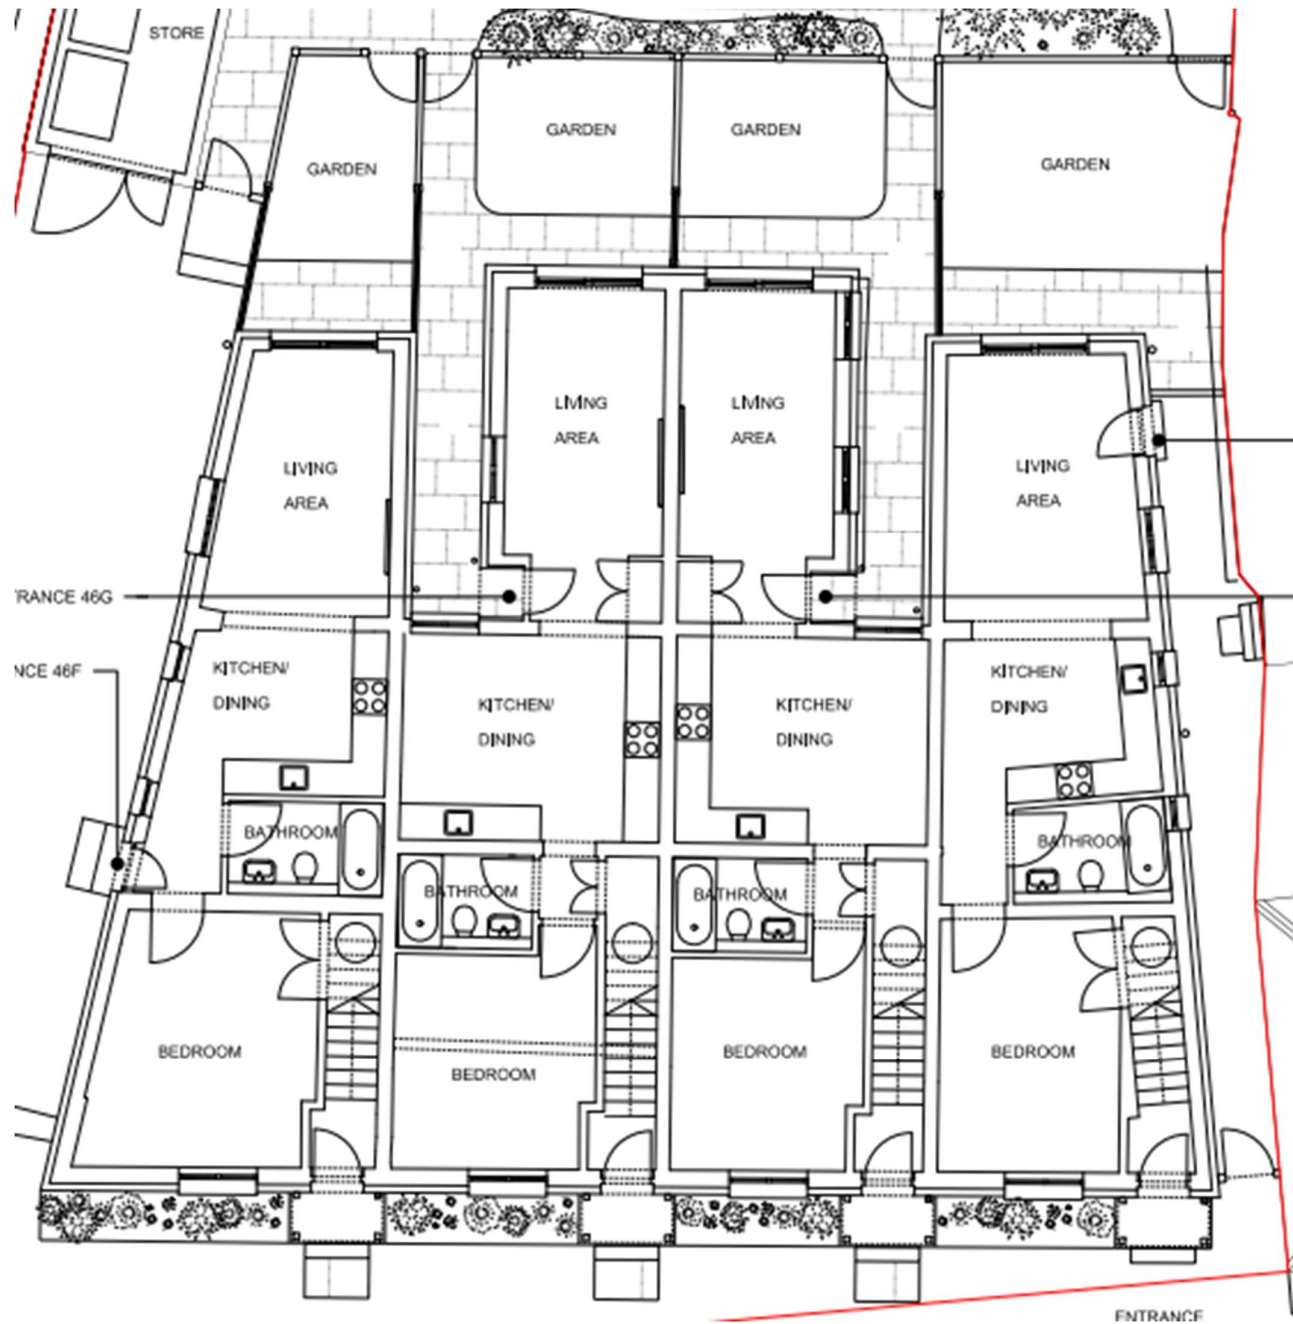 STORE
GARDEN
GARDEN
GARDEN
GARDEN
LIVING
AREA
LIVING
AREA
LIVING
AREA
LIVING
AREA
TRANCE 46G
NCE 46F
KITCHEN/
DINING
KITCHEN/
DINING
KITCHEN/
DINING
KITCHEN/
DINING
BATHROOM
BATHROOM
BATHROOM
BATHROOM
BEDROOM
BEDROOM
BEDROOM
BEDROOM
ENTRANCE